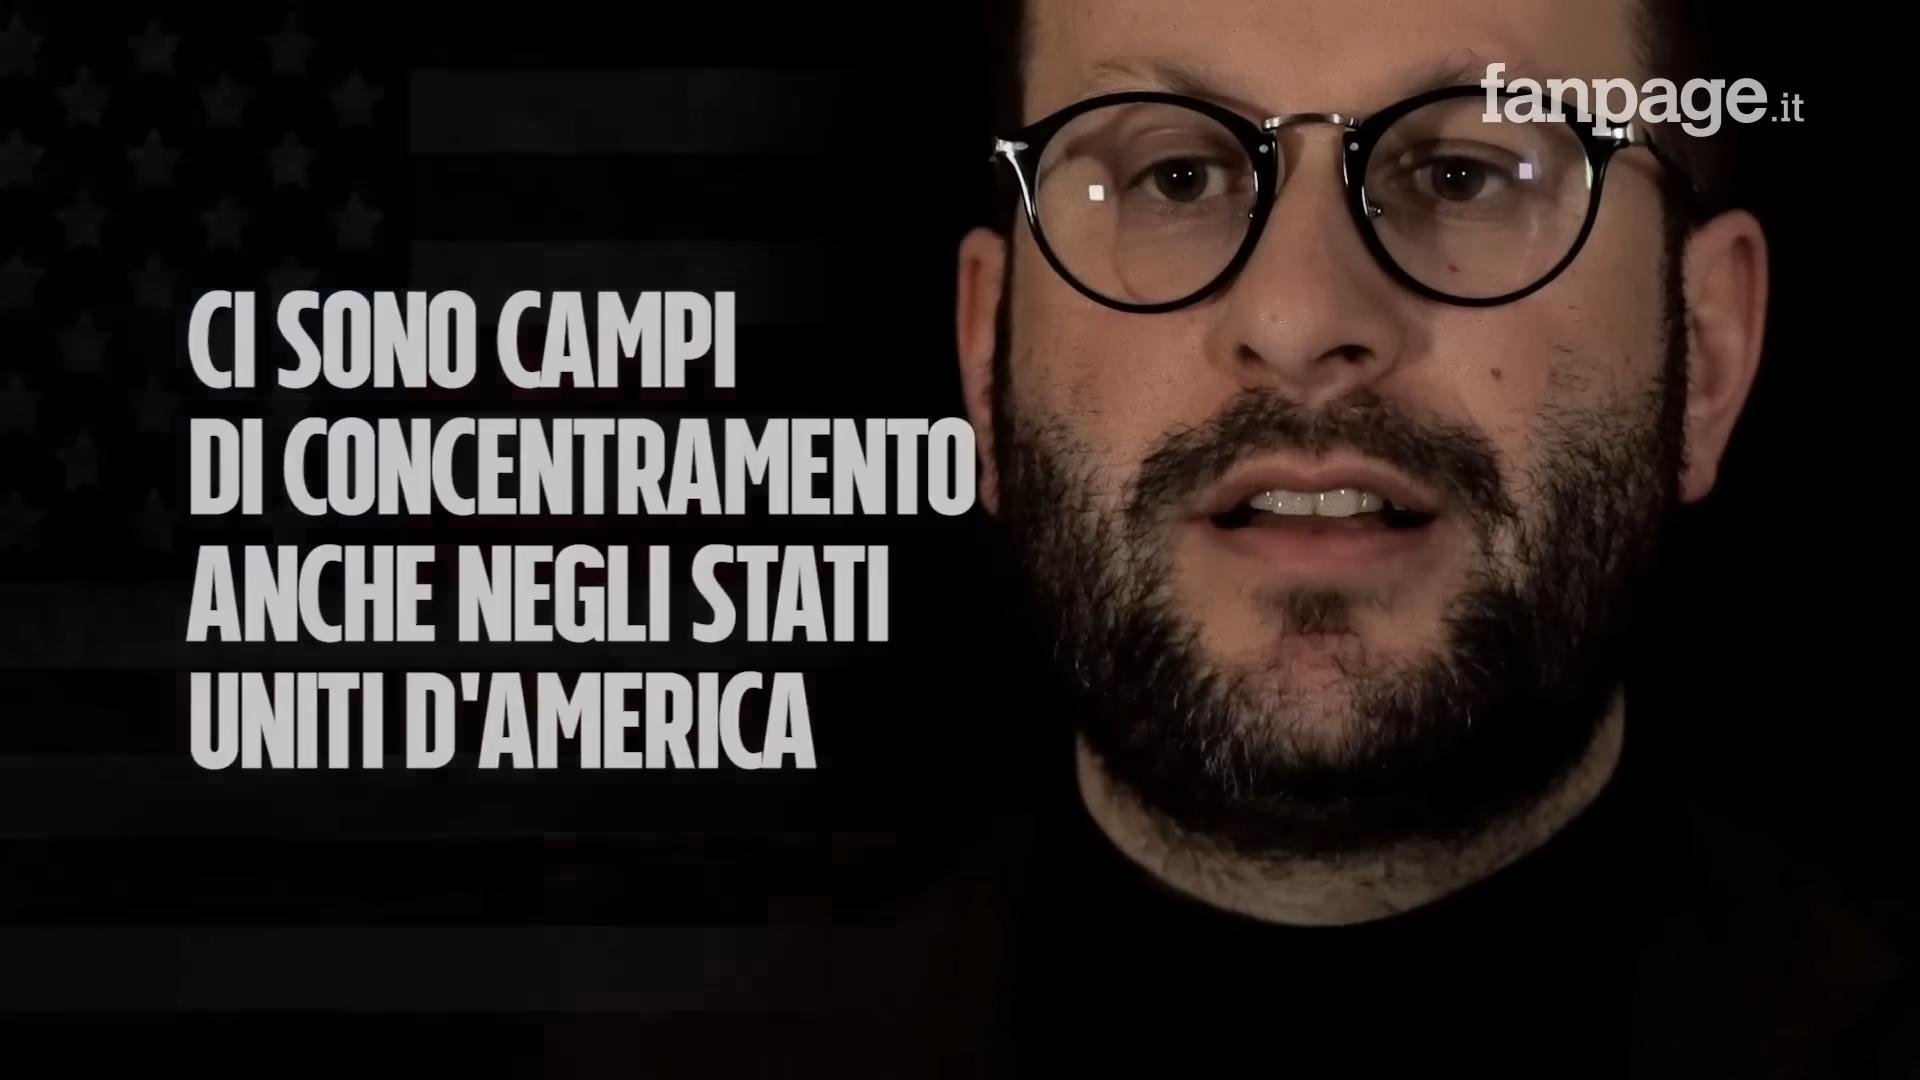 fanpage.it
CI SONO CAMPI
DI CONCENTRAMENTO
ANCHE NEGLI STATI
UNITI D'AMERICA